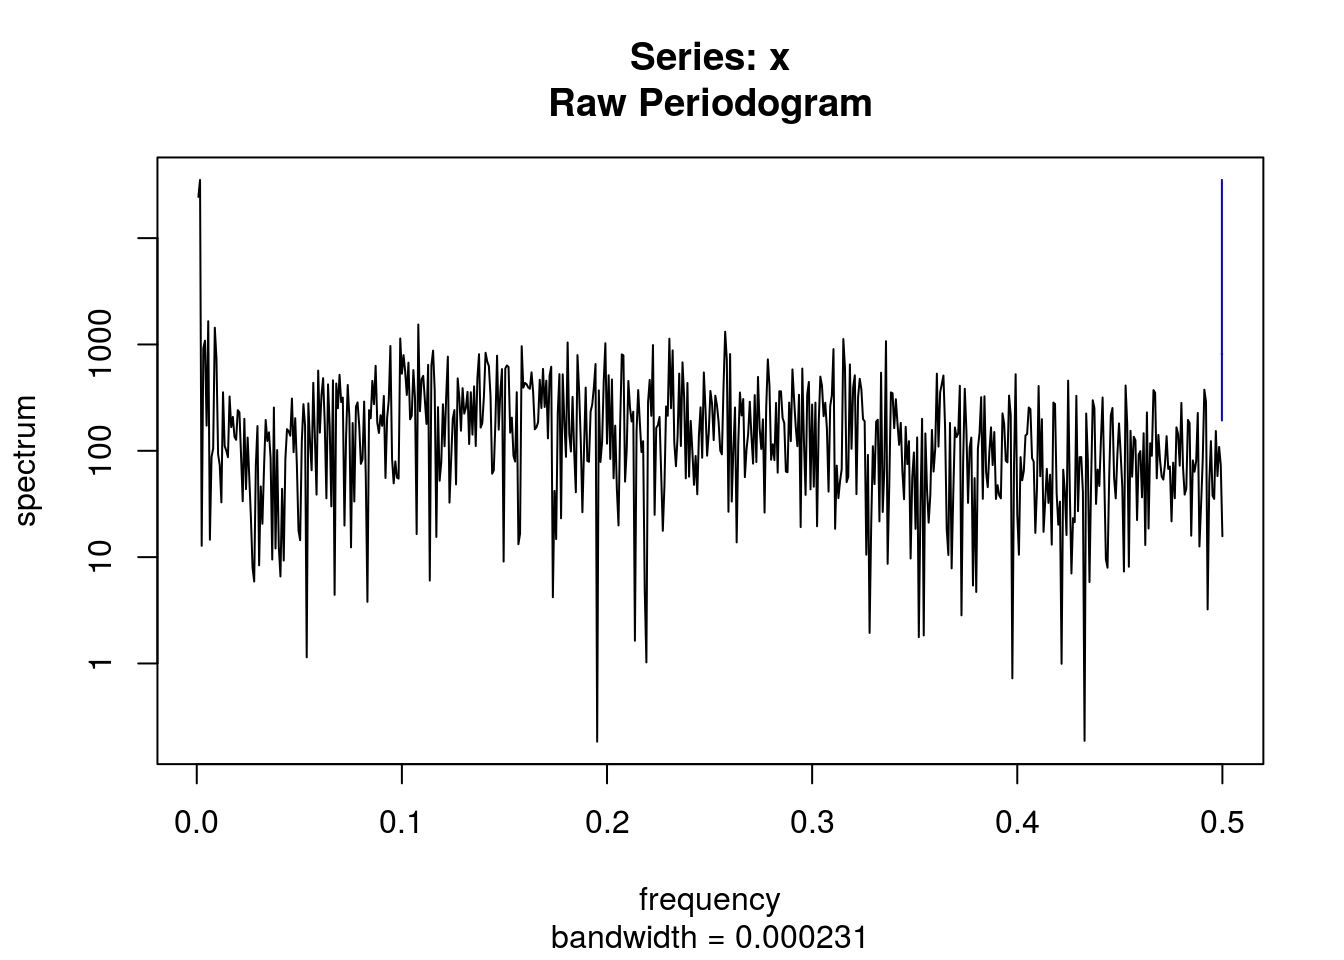 Series: x
Raw Periodogram
spectrum
1000
100
10
1
0.0 0.1 0.2 0.3 0.4 0.5
frequency
bandwidth = 0.000231